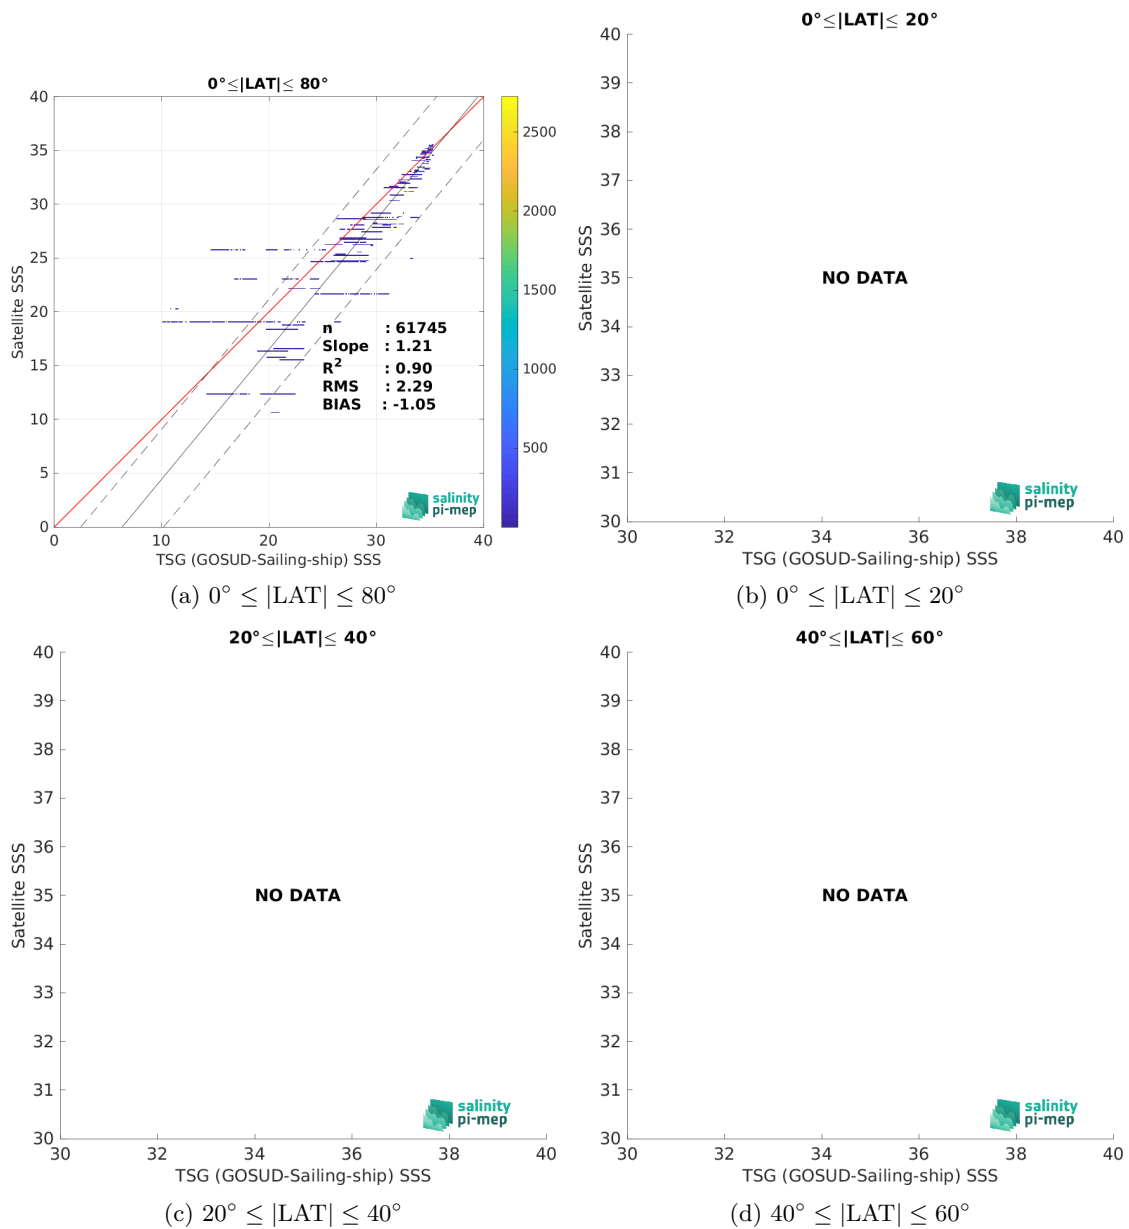 0°≤|LAT|≤ 80°
40
35
30
25
20
15
10
5
0
0
10
20
30
40
Satellite SSS
TSG (GOSUD-Sailing-ship) SSS
n : 61745
Slope : 1.21
R² : 0.90
RMS : 2.29
BIAS : -1.05
salinity
pi-mep
2500
2000
1500
1000
500
(a) 0° ≤ |LAT| ≤ 80°
0°≤|LAT|≤ 20°
40
39
38
37
36
35
34
33
32
31
30
30
32
34
36
38
40
Satellite SSS
NO DATA
salinity
pi-mep
TSG (GOSUD-Sailing-ship) SSS
(b) 0° ≤ |LAT| ≤ 20°
20°≤|LAT|≤ 40°
40
39
38
37
36
35
34
33
32
31
30
30
32
34
36
38
40
Satellite SSS
NO DATA
salinity
pi-mep
TSG (GOSUD-Sailing-ship) SSS
(c) 20° ≤ |LAT| ≤ 40°
40°≤|LAT|≤ 60°
40
39
38
37
36
35
34
33
32
31
30
30
32
34
36
38
40
Satellite SSS
NO DATA
salinity
pi-mep
TSG (GOSUD-Sailing-ship) SSS
(d) 40° ≤ |LAT| ≤ 60°